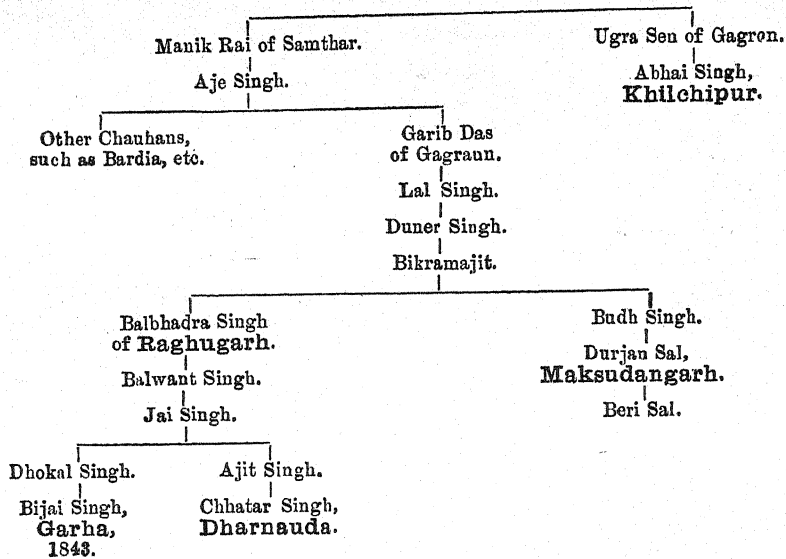 Manik Rai of Samthar.
Ugra Sen of Gagron.
Aje Singh.
Abhai Singh,
Khilchipur.
Other Chauhans,
such as Bardia, etc.
Garib Das
of Gagraun.
Lal Singh.
Duner Singh.
Bikramajit.
Balbhadra Singh
of Raghugarh.
Budh Singh.
Balwant Singh.
Durjan Sal,
Maksudangarh.
Jai Singh.
Beri Sal.
Dhokal Singh.
Ajit Singh.
Bijai Singh,
Garha,
1843.
Chhatar Singh,
Dharnauda.